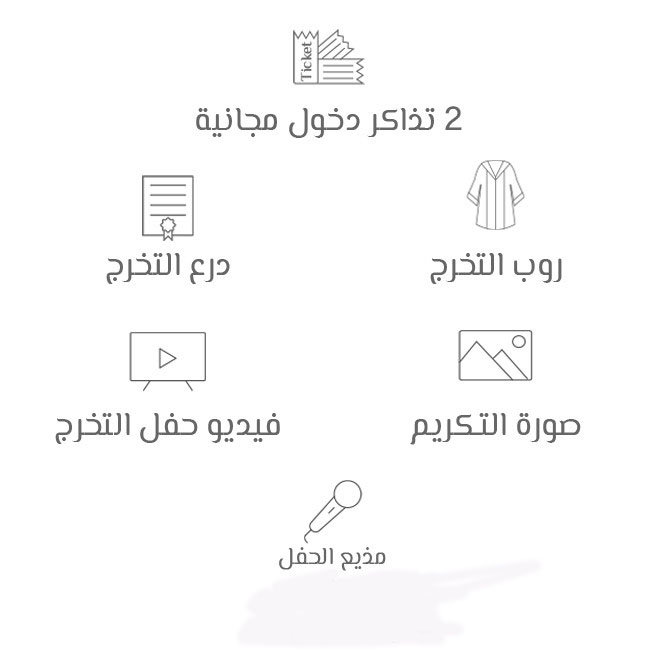 Ticket
2 تذاكر دخول مجانية
روب التخرج
درع التخرج
صورة التكريم
فيديو حفل التخرج
مذيع الحفل